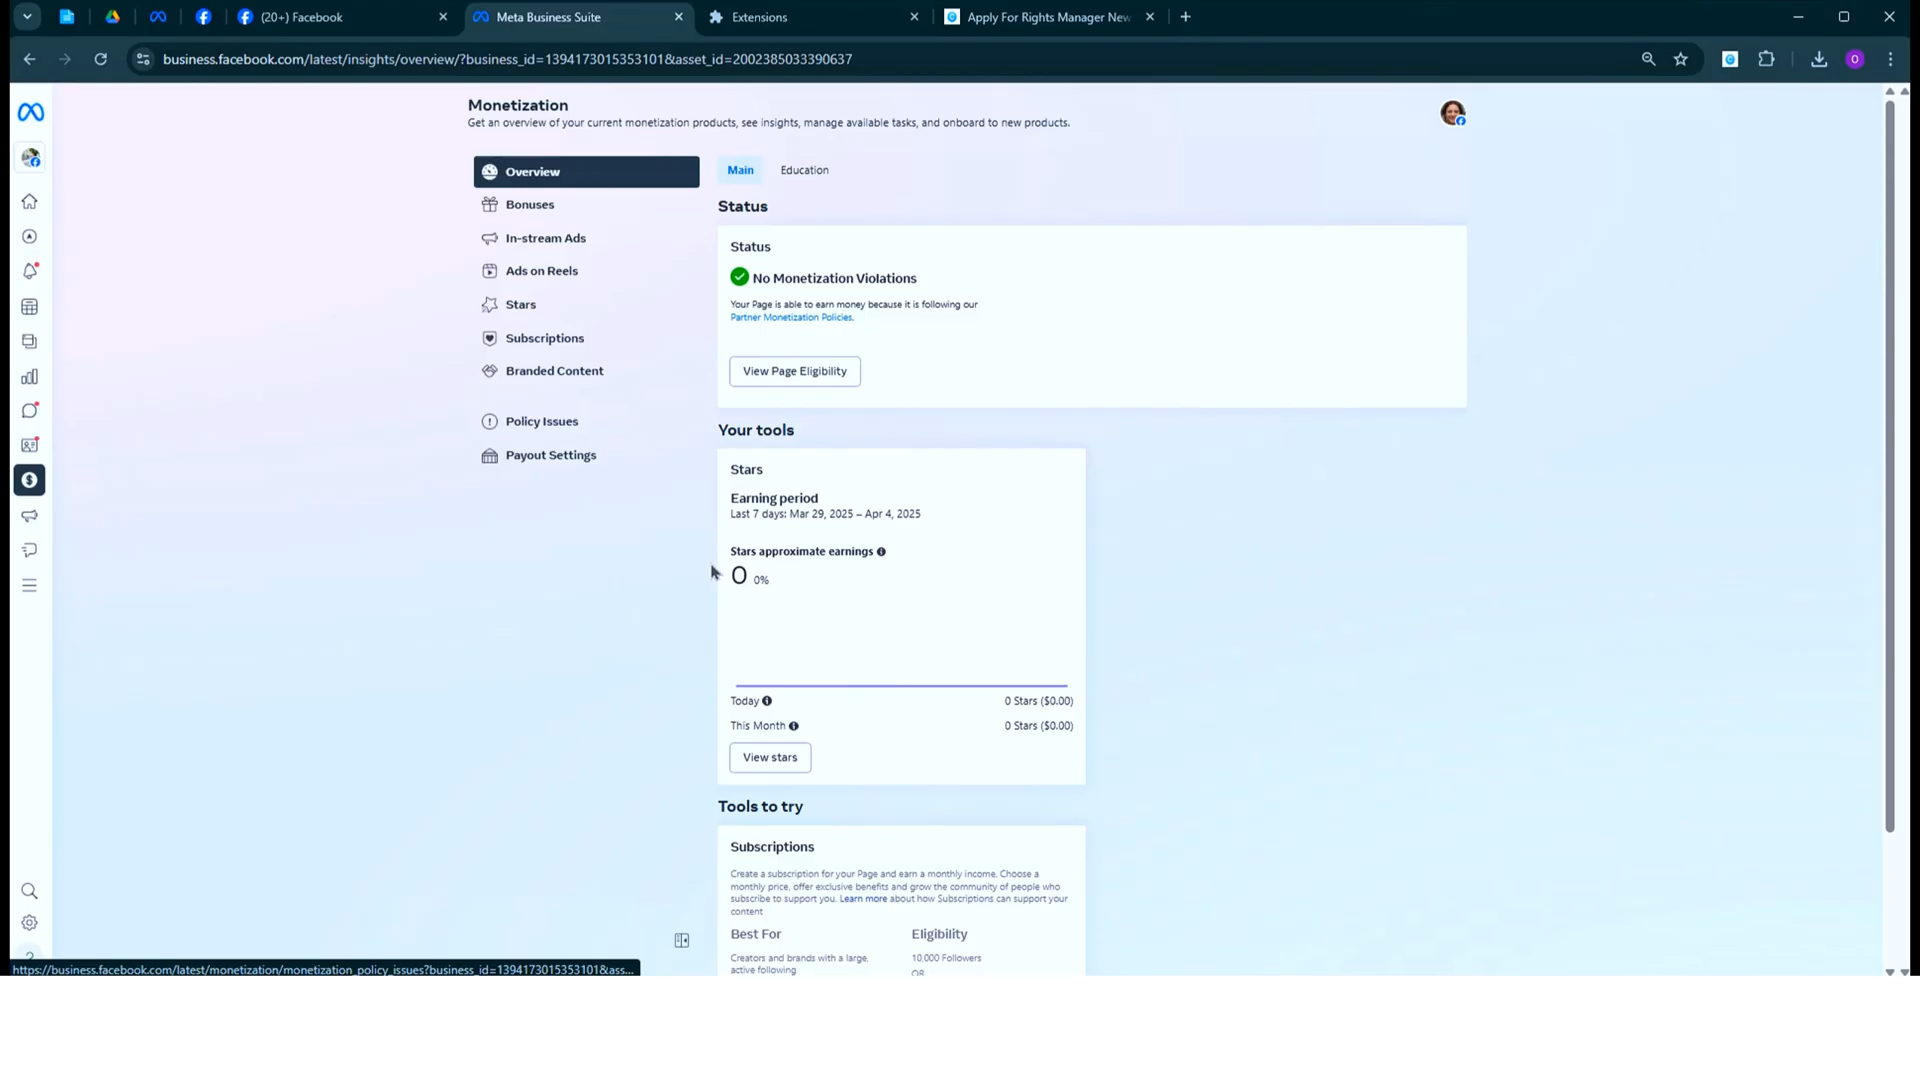 (20+) Facebook
Meta Business Suite
Extensions
Apply For Rights Manager New
business.facebook.com/latest/insights/overview/?business_id=1394173015353101&asset_id=2002385033390637
O
Monetization
Get an overview of your current monetization products, see insights, manage available tasks, and onboard to new products.
Overview
Bonuses
In-stream Ads
Ads on Reels
Stars
Subscriptions
Branded Content
Policy Issues
Payout Settings
Main
Education
Status
Status
No Monetization Violations
Your Page is able to earn money because it is following our
Partner Monetization Policies.
View Page Eligibility
Your tools
Stars
Earning period
Last 7 days: Mar 29, 2025 – Apr 4, 2025
Stars approximate earnings
0 0%
Today 0 Stars ($0.00)
This Month 0 Stars ($0.00)
View stars
Tools to try
Subscriptions
Create a subscription for your Page and earn a monthly income. Choose a
monthly price, offer exclusive benefits and grow the community of people who
subscribe to support you. Learn more about how Subscriptions can support your
content
Best For
Eligibility
Creators and brands with a large,
active following
10,000 Followers
OR
https://business.facebook.com/latest/monetization/monetization_policy_issues?business_id=1394173015353101&ass...